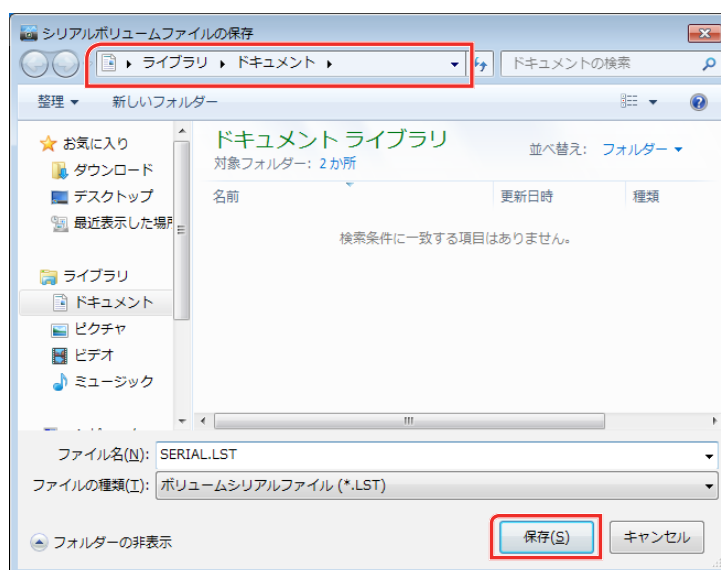 シリアルボリュームファイルの保存
ライブラリ ▸ ドキュメント ▸
ドキュメントの検索
整理 ▼ 新しいフォルダー
お気に入り
ダウンロード
デスクトップ
最近表示した場所
ライブラリ
ドキュメント
ピクチャ
ビデオ
ミュージック
ドキュメント ライブラリ
対象フォルダー: 2 か所
並べ替え: フォルダー ▼
名前 更新日時 種類
検索条件に一致する項目はありません。
ファイル名(N): SERIAL.LST
ファイルの種類(T): ボリュームシリアルファイル (*.LST)
フォルダーの非表示
保存(S)
キャンセル